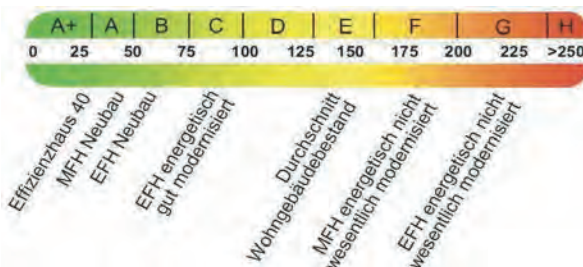 A+ A B C D E F G H
0 25 50 75 100 125 150 175 200 225 >250
Effizienzhaus 40
MFH Neubau
EFH Neubau
EFH energetisch
gut modernisiert
Durchschnitt
Wohngebäudebestand
MFH energetisch nicht
wesentlich modernisiert
EFH energetisch nicht
wesentlich modernisiert